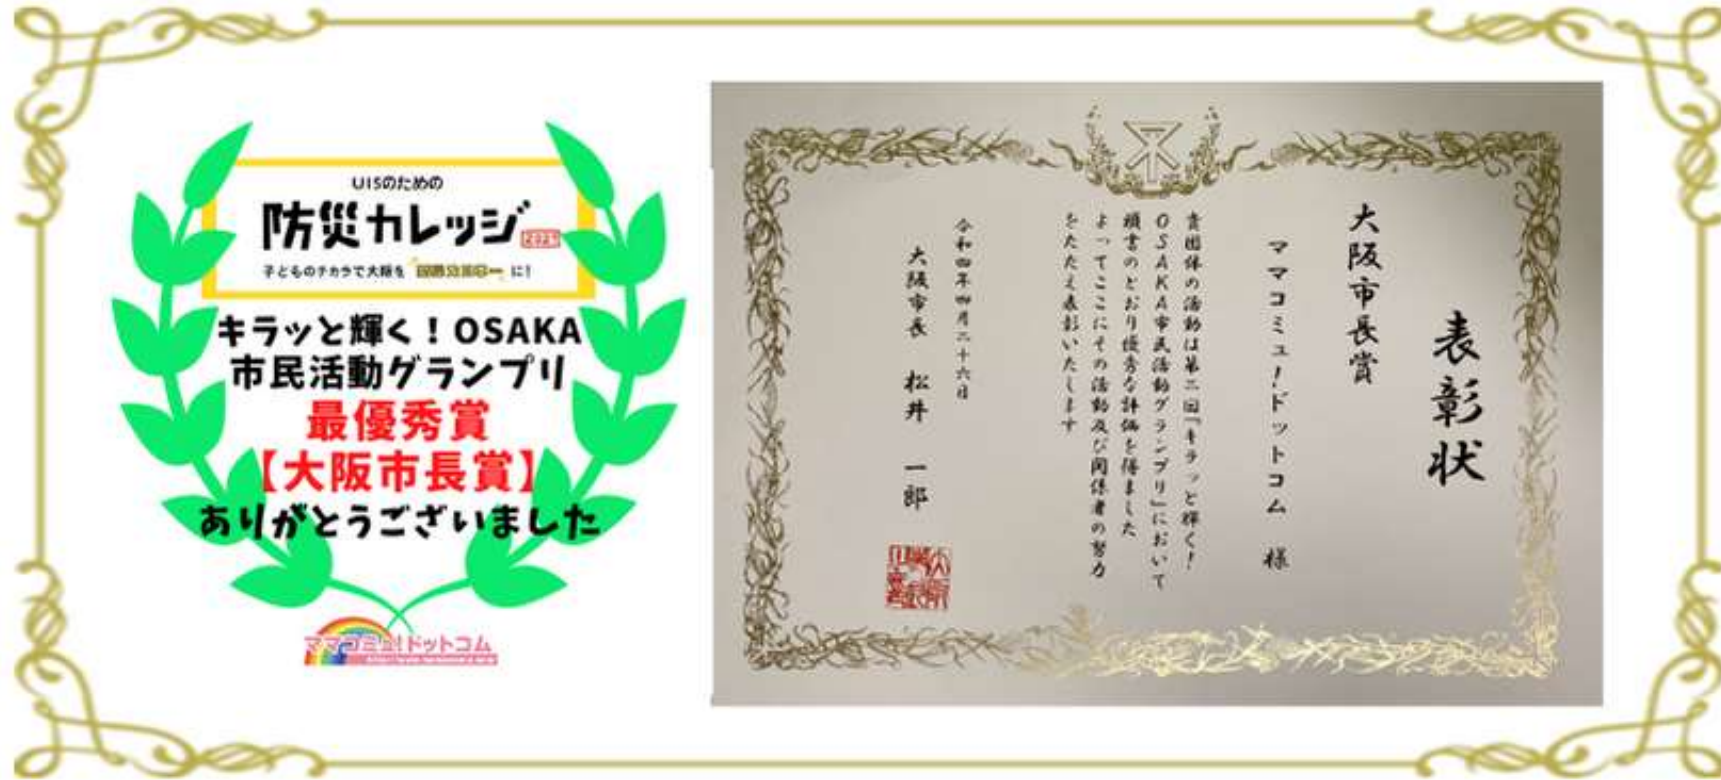 U15のための
防災カレッジ
子どものチカラで大阪を
に!
キラッと輝く!OSAKA
市民活動グランプリ
最優秀賞
【大阪市長賞】
ありがとうございました
ママコミュ!ドットコム
表彰状
大阪市長賞
ママコミュ!ドットコム 様
貴団体の活動は第三回「キラッと輝く!
OSAKA市民活動グランプリ」において
頭書のとおり優秀な評価を得ました
よってここにその活動及び関係者の努力
をたたえ表彰いたします
令和四年四月二十六日
大阪市長 松井 一郎